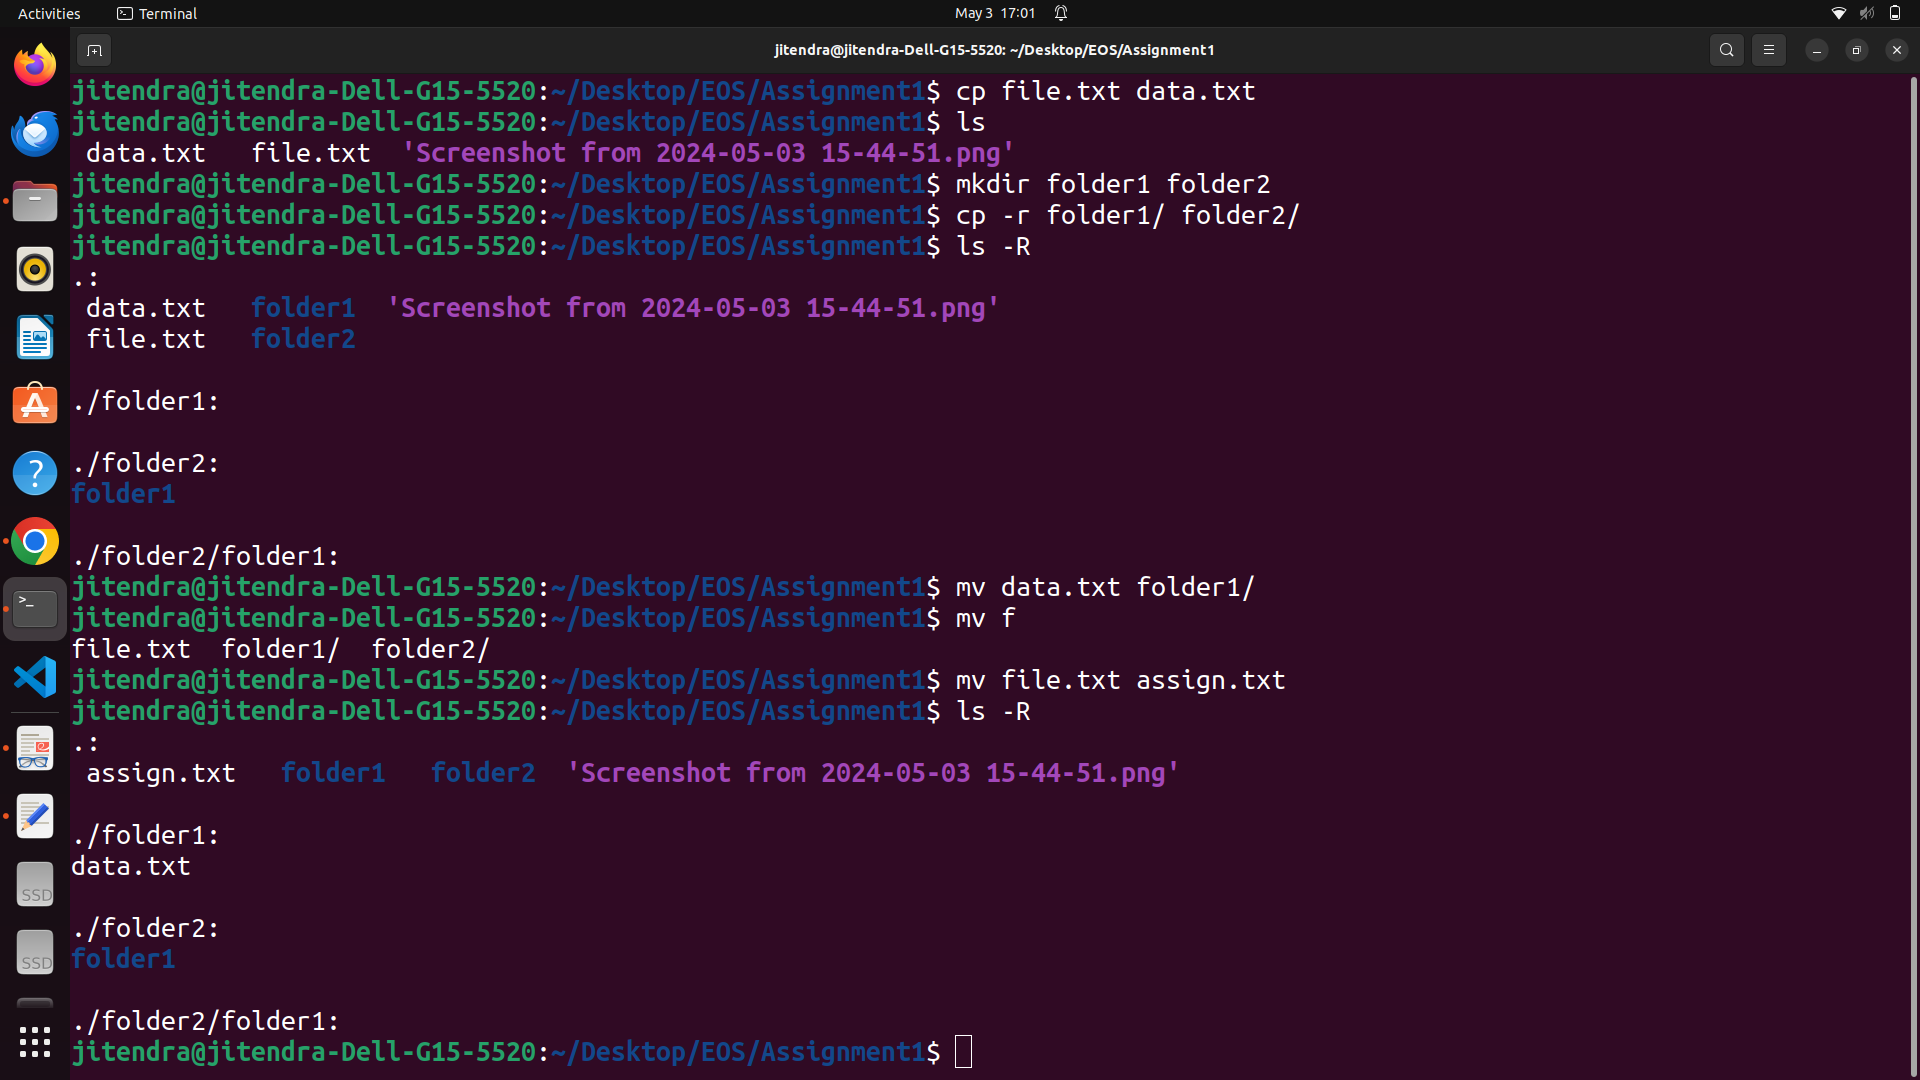 Activities Terminal May 3 17:01
jitendra@jitendra-Dell-G15-5520: ~/Desktop/EOS/Assignment1
jitendra@jitendra-Dell-G15-5520:~/Desktop/EOS/Assignment1$ cp file.txt data.txt
jitendra@jitendra-Dell-G15-5520:~/Desktop/EOS/Assignment1$ ls
data.txt file.txt 'Screenshot from 2024-05-03 15-44-51.png'
jitendra@jitendra-Dell-G15-5520:~/Desktop/EOS/Assignment1$ mkdir folder1 folder2
jitendra@jitendra-Dell-G15-5520:~/Desktop/EOS/Assignment1$ cp -r folder1/ folder2/
jitendra@jitendra-Dell-G15-5520:~/Desktop/EOS/Assignment1$ ls -R
.:
data.txt folder1 'Screenshot from 2024-05-03 15-44-51.png'
file.txt folder2
./folder1:
./folder2:
folder1
./folder2/folder1:
jitendra@jitendra-Dell-G15-5520:~/Desktop/EOS/Assignment1$ mv data.txt folder1/
jitendra@jitendra-Dell-G15-5520:~/Desktop/EOS/Assignment1$ mv f
file.txt folder1/ folder2/
jitendra@jitendra-Dell-G15-5520:~/Desktop/EOS/Assignment1$ mv file.txt assign.txt
jitendra@jitendra-Dell-G15-5520:~/Desktop/EOS/Assignment1$ ls -R
.:
assign.txt folder1 folder2 'Screenshot from 2024-05-03 15-44-51.png'
./folder1:
data.txt
./folder2:
folder1
./folder2/folder1:
jitendra@jitendra-Dell-G15-5520:~/Desktop/EOS/Assignment1$
SSD
SSD